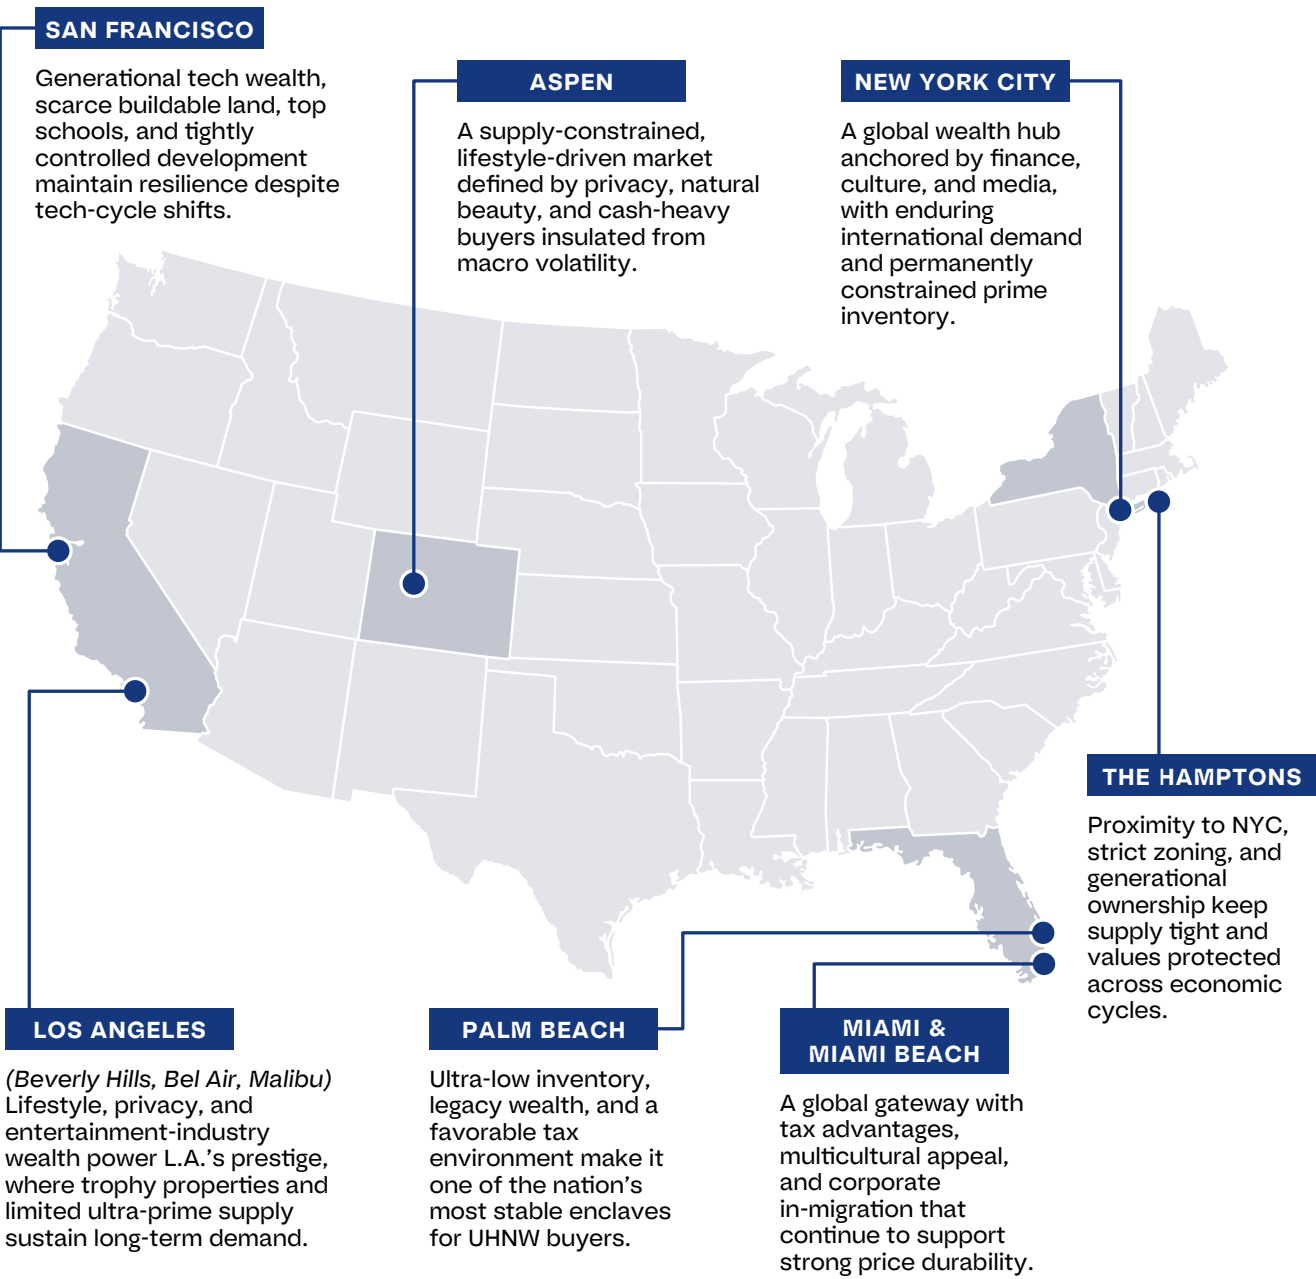 SAN FRANCISCO
Generational tech wealth,
scarce buildable land, top
schools, and tightly
controlled development
maintain resilience despite
tech-cycle shifts.
ASPEN
A supply-constrained,
lifestyle-driven market
defined by privacy, natural
beauty, and cash-heavy
buyers insulated from
macro volatility.
NEW YORK CITY
A global wealth hub
anchored by finance,
culture, and media,
with enduring
international demand
and permanently
constrained prime
inventory.
THE HAMPTONS
Proximity to NYC,
strict zoning, and
generational
ownership keep
supply tight and
values protected
across economic
cycles.
LOS ANGELES
(Beverly Hills, Bel Air, Malibu)
Lifestyle, privacy, and
entertainment-industry
wealth power L.A.’s prestige,
where trophy properties and
limited ultra-prime supply
sustain long-term demand.
PALM BEACH
Ultra-low inventory,
legacy wealth, and a
favorable tax
environment make it
one of the nation’s
most stable enclaves
for UHNW buyers.
MIAMI &
MIAMI BEACH
A global gateway with
tax advantages,
multicultural appeal,
and corporate
in-migration that
continue to support
strong price durability.